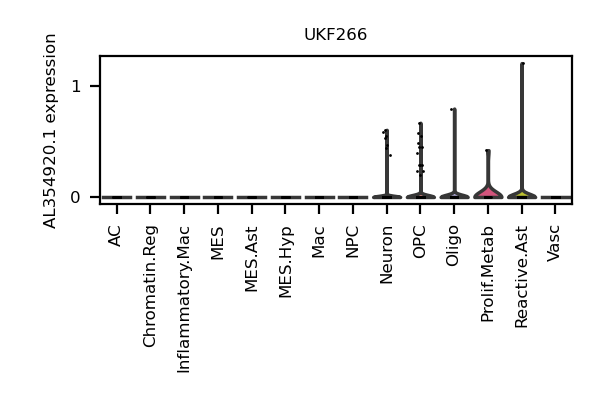 UKF266
AL354920.1 expression
1
0
AC
Chromatin.Reg
Inflammatory.Mac
MES
MES.Ast
MES.Hyp
Mac
NPC
Neuron
OPC
Oligo
Prolif.Metab
Reactive.Ast
Vasc